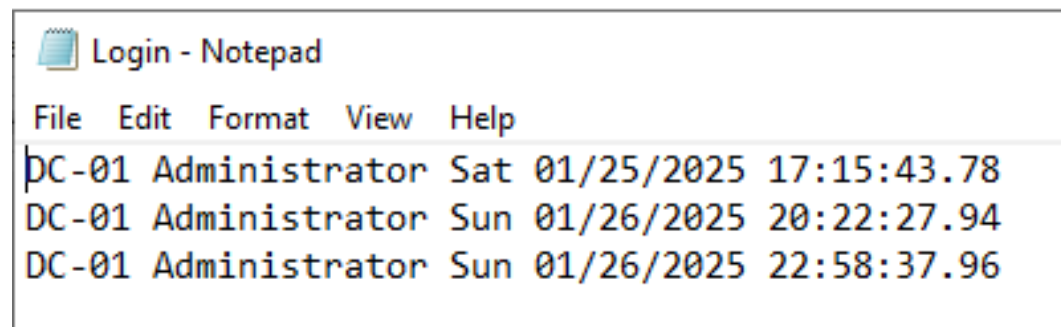 Login - Notepad
File Edit Format View Help
DC-01 Administrator Sat 01/25/2025 17:15:43.78
DC-01 Administrator Sun 01/26/2025 20:22:27.94
DC-01 Administrator Sun 01/26/2025 22:58:37.96